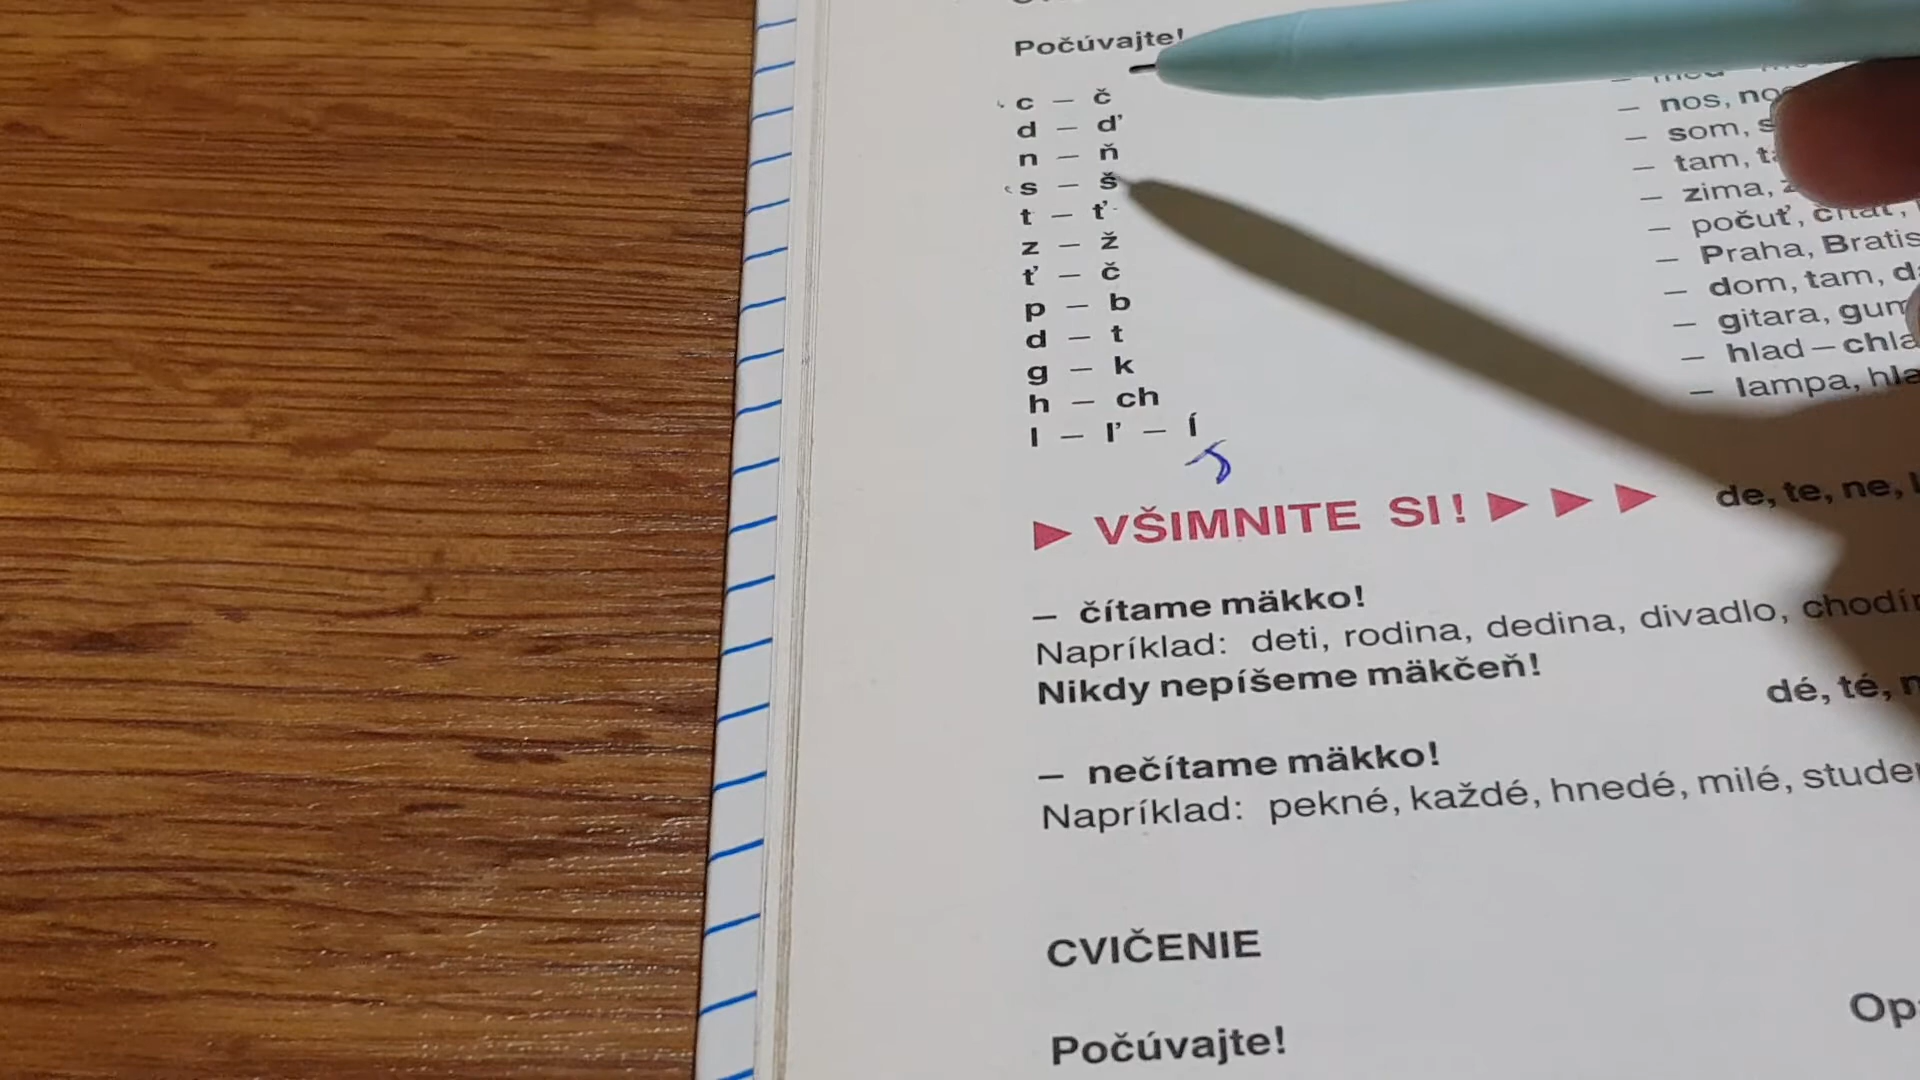 Počúvajte!
c – č
d – ď
n – ň
s – š
t – ť
z – ž
ť – č
p – b
d – t
g – k
h – ch
l – ľ – ĺ
– nos,
– som,
– tam,
– zima,
– počuť, čítať,
– Praha,
– dom, tam,
– gitara,
– hlad – 
– lampa,
▶ VŠIMNITE SI! ▶ ▶ ▶
de, te, ne,
– čítame mäkko!
Napríklad: deti, rodina, dedina, divadlo,
Nikdy nepíšeme mäkčeň!
dé, té,
– nečítame mäkko!
Napríklad: pekné, každé, hnedé, milé,
CVIČENIE
Počúvajte!